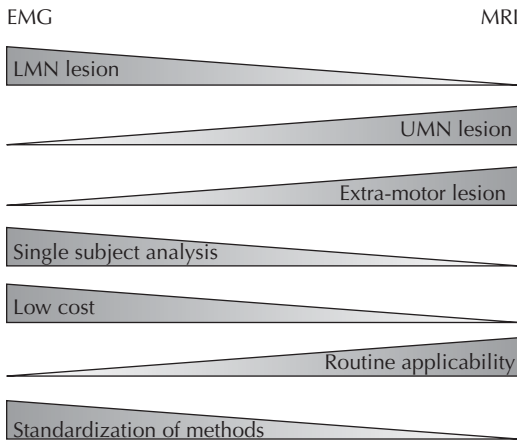 EMG MRI
LMN lesion
UMN lesion
Extra-motor lesion
Single subject analysis
Low cost
Routine applicability
Standardization of methods